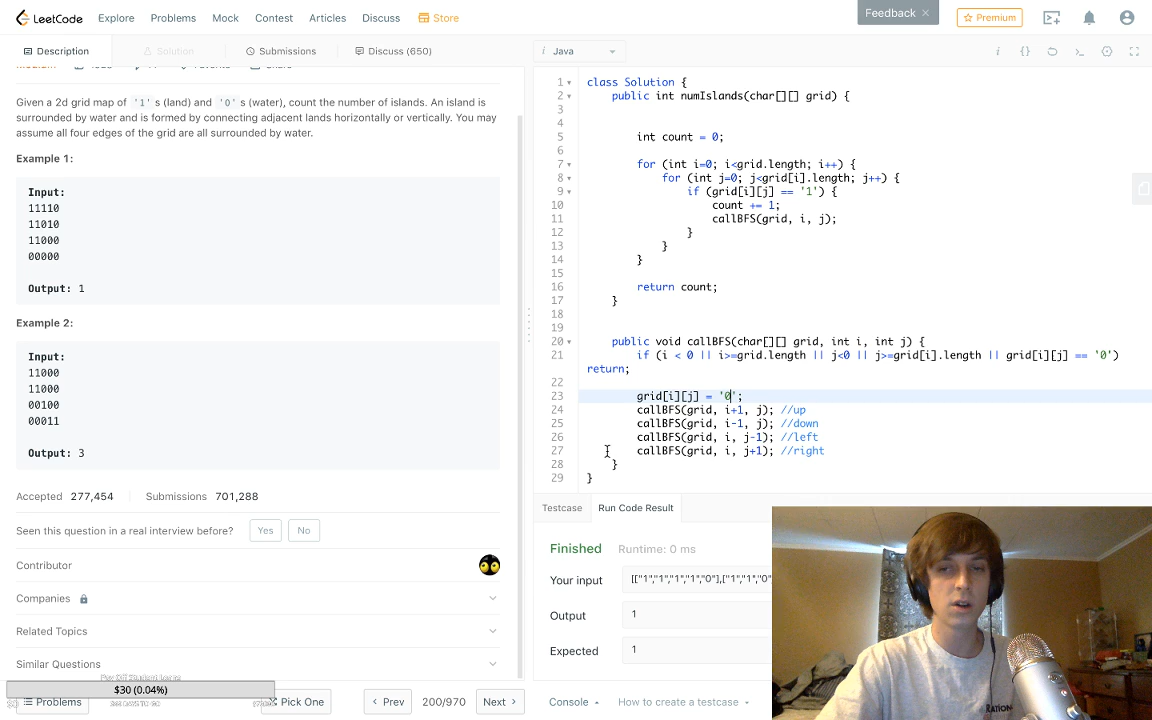 LeetCode Explore Problems Mock Contest Articles Discuss Store Feedback × Premium
Description Solution Submissions Discuss (650) i Java
Given a 2d grid map of '1' s (land) and '0' s (water), count the number of islands. An island is
surrounded by water and is formed by connecting adjacent lands horizontally or vertically. You may
assume all four edges of the grid are all surrounded by water.
Example 1:
Input:
11110
11010
11000
00000
Output: 1
Example 2:
Input:
11000
11000
00100
00011
Output: 3
Accepted 277,454 Submissions 701,288
Seen this question in a real interview before? Yes No
Contributor
Companies
Related Topics
Similar Questions
$30 (0.04%)
Problems Pick One < Prev 200/970 Next >
1 class Solution {
2 public int numIslands(char[][] grid) {
3
4
5 int count = 0;
6
7 for (int i=0; i<grid.length; i++) {
8 for (int j=0; j<grid[i].length; j++) {
9 if (grid[i][j] == '1') {
10 count += 1;
11 callBFS(grid, i, j);
12 }
13 }
14 }
15
16 return count;
17 }
18
19
20 public void callBFS(char[][] grid, int i, int j) {
21 if (i < 0 || i>=grid.length || j<0 || j>=grid[i].length || grid[i][j] == '0')
return;
22
23 grid[i][j] = '0';
24 callBFS(grid, i+1, j); //up
25 callBFS(grid, i-1, j); //down
26 callBFS(grid, i, j-1); //left
27 callBFS(grid, i, j+1); //right
28 }
29 }
Testcase Run Code Result
Finished Runtime: 0 ms
Your input [["1","1","1","1","0"],["1","1","0",
Output 1
Expected 1
Console How to create a testcase